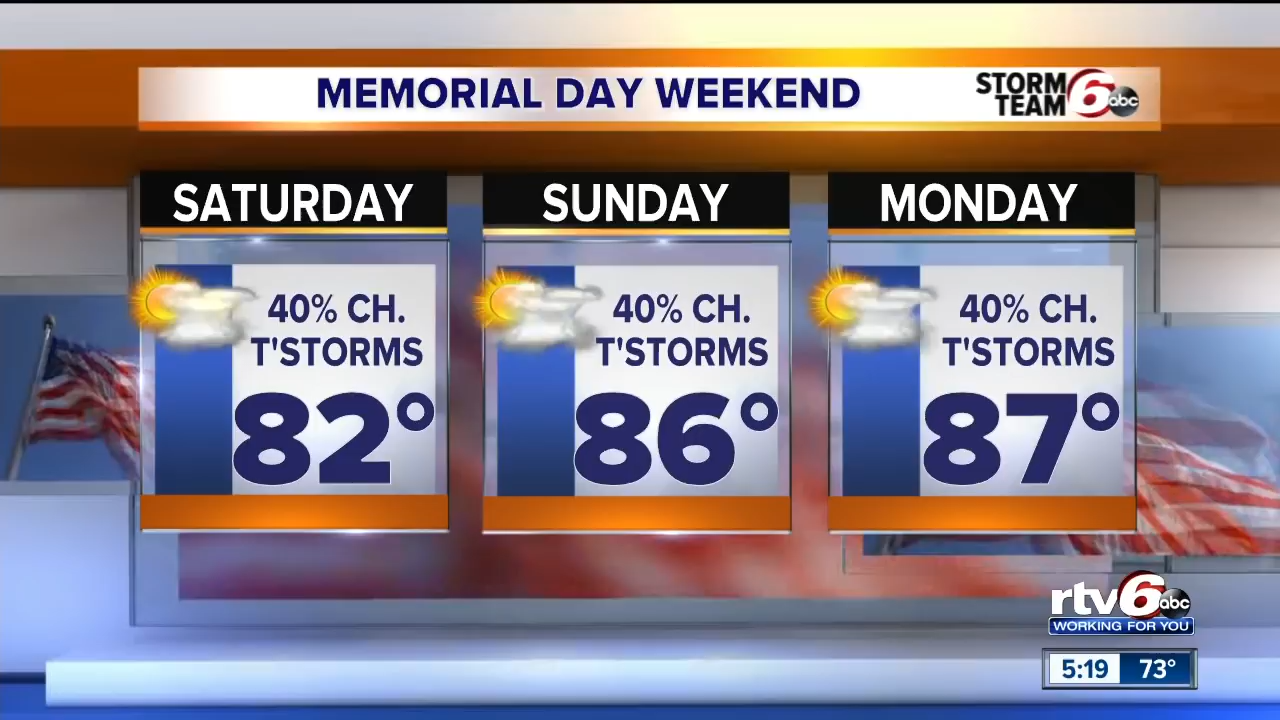 MEMORIAL DAY WEEKEND
STORM
TEAM 6 abc
SATURDAY
40% CH.
T'STORMS
82°
SUNDAY
40% CH.
T'STORMS
86°
MONDAY
40% CH.
T'STORMS
87°
rtv6 abc
WORKING FOR YOU
5:19 73°